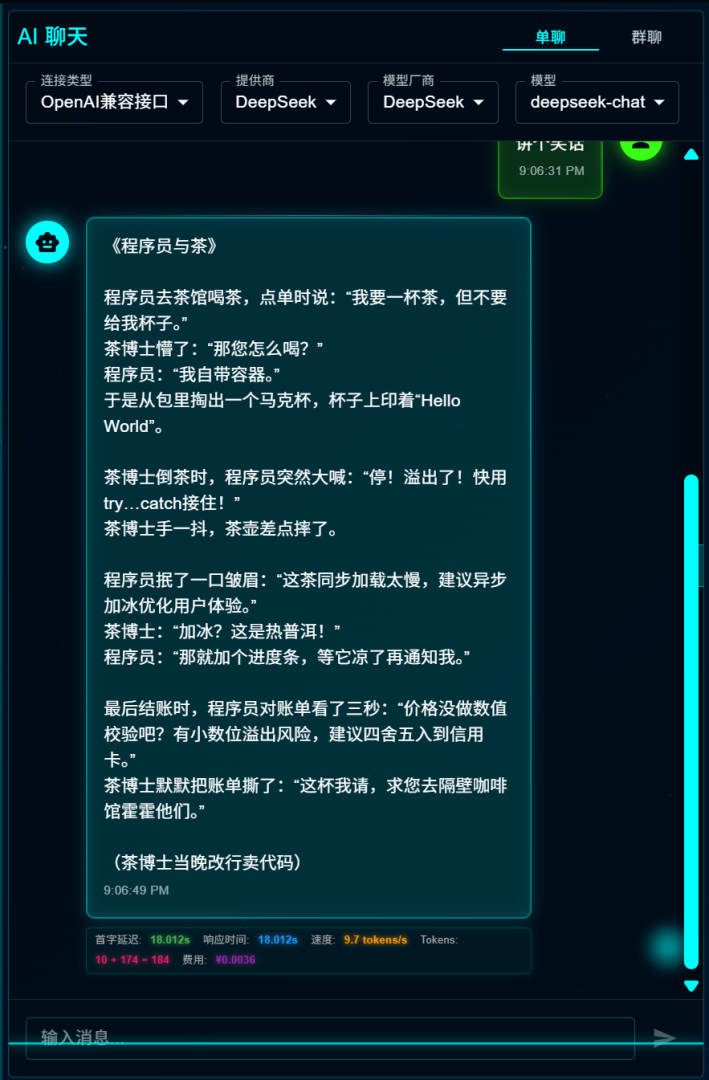 AI 聊天
单聊
群聊
连接类型
OpenAI兼容接口
提供商
DeepSeek
模型厂商
DeepSeek
模型
deepseek-chat
讲个笑话
9:06:31 PM
《程序员与茶》
程序员去茶馆喝茶，点单时说：“我要一杯茶，但不要
给我杯子。”
茶博士懵了：“那您怎么喝？”
程序员：“我自带容器。”
于是从包里掏出一个马克杯，杯子上印着“Hello
World”。
茶博士倒茶时，程序员突然大喊：“停！溢出了！快用
try…catch接住！”
茶博士手一抖，茶壶差点摔了。
程序员抿了一口皱眉：“这茶同步加载太慢，建议异步
加冰优化用户体验。”
茶博士：“加冰？这是热普洱！”
程序员：“那就加个进度条，等它凉了再通知我。”
最后结账时，程序员对账单看了三秒：“价格没做数值
校验吧？有小数位溢出风险，建议四舍五入到信用
卡。”
茶博士默默把账单撕了：“这杯我请，求您去隔壁咖啡
馆霍霍他们。”
（茶博士当晚改行卖代码）
9:06:49 PM
首字延迟: 18.012s 响应时间: 18.012s 速度: 9.7 tokens/s Tokens:
10 + 174 = 184 费用: ¥0.0036
输入消息...